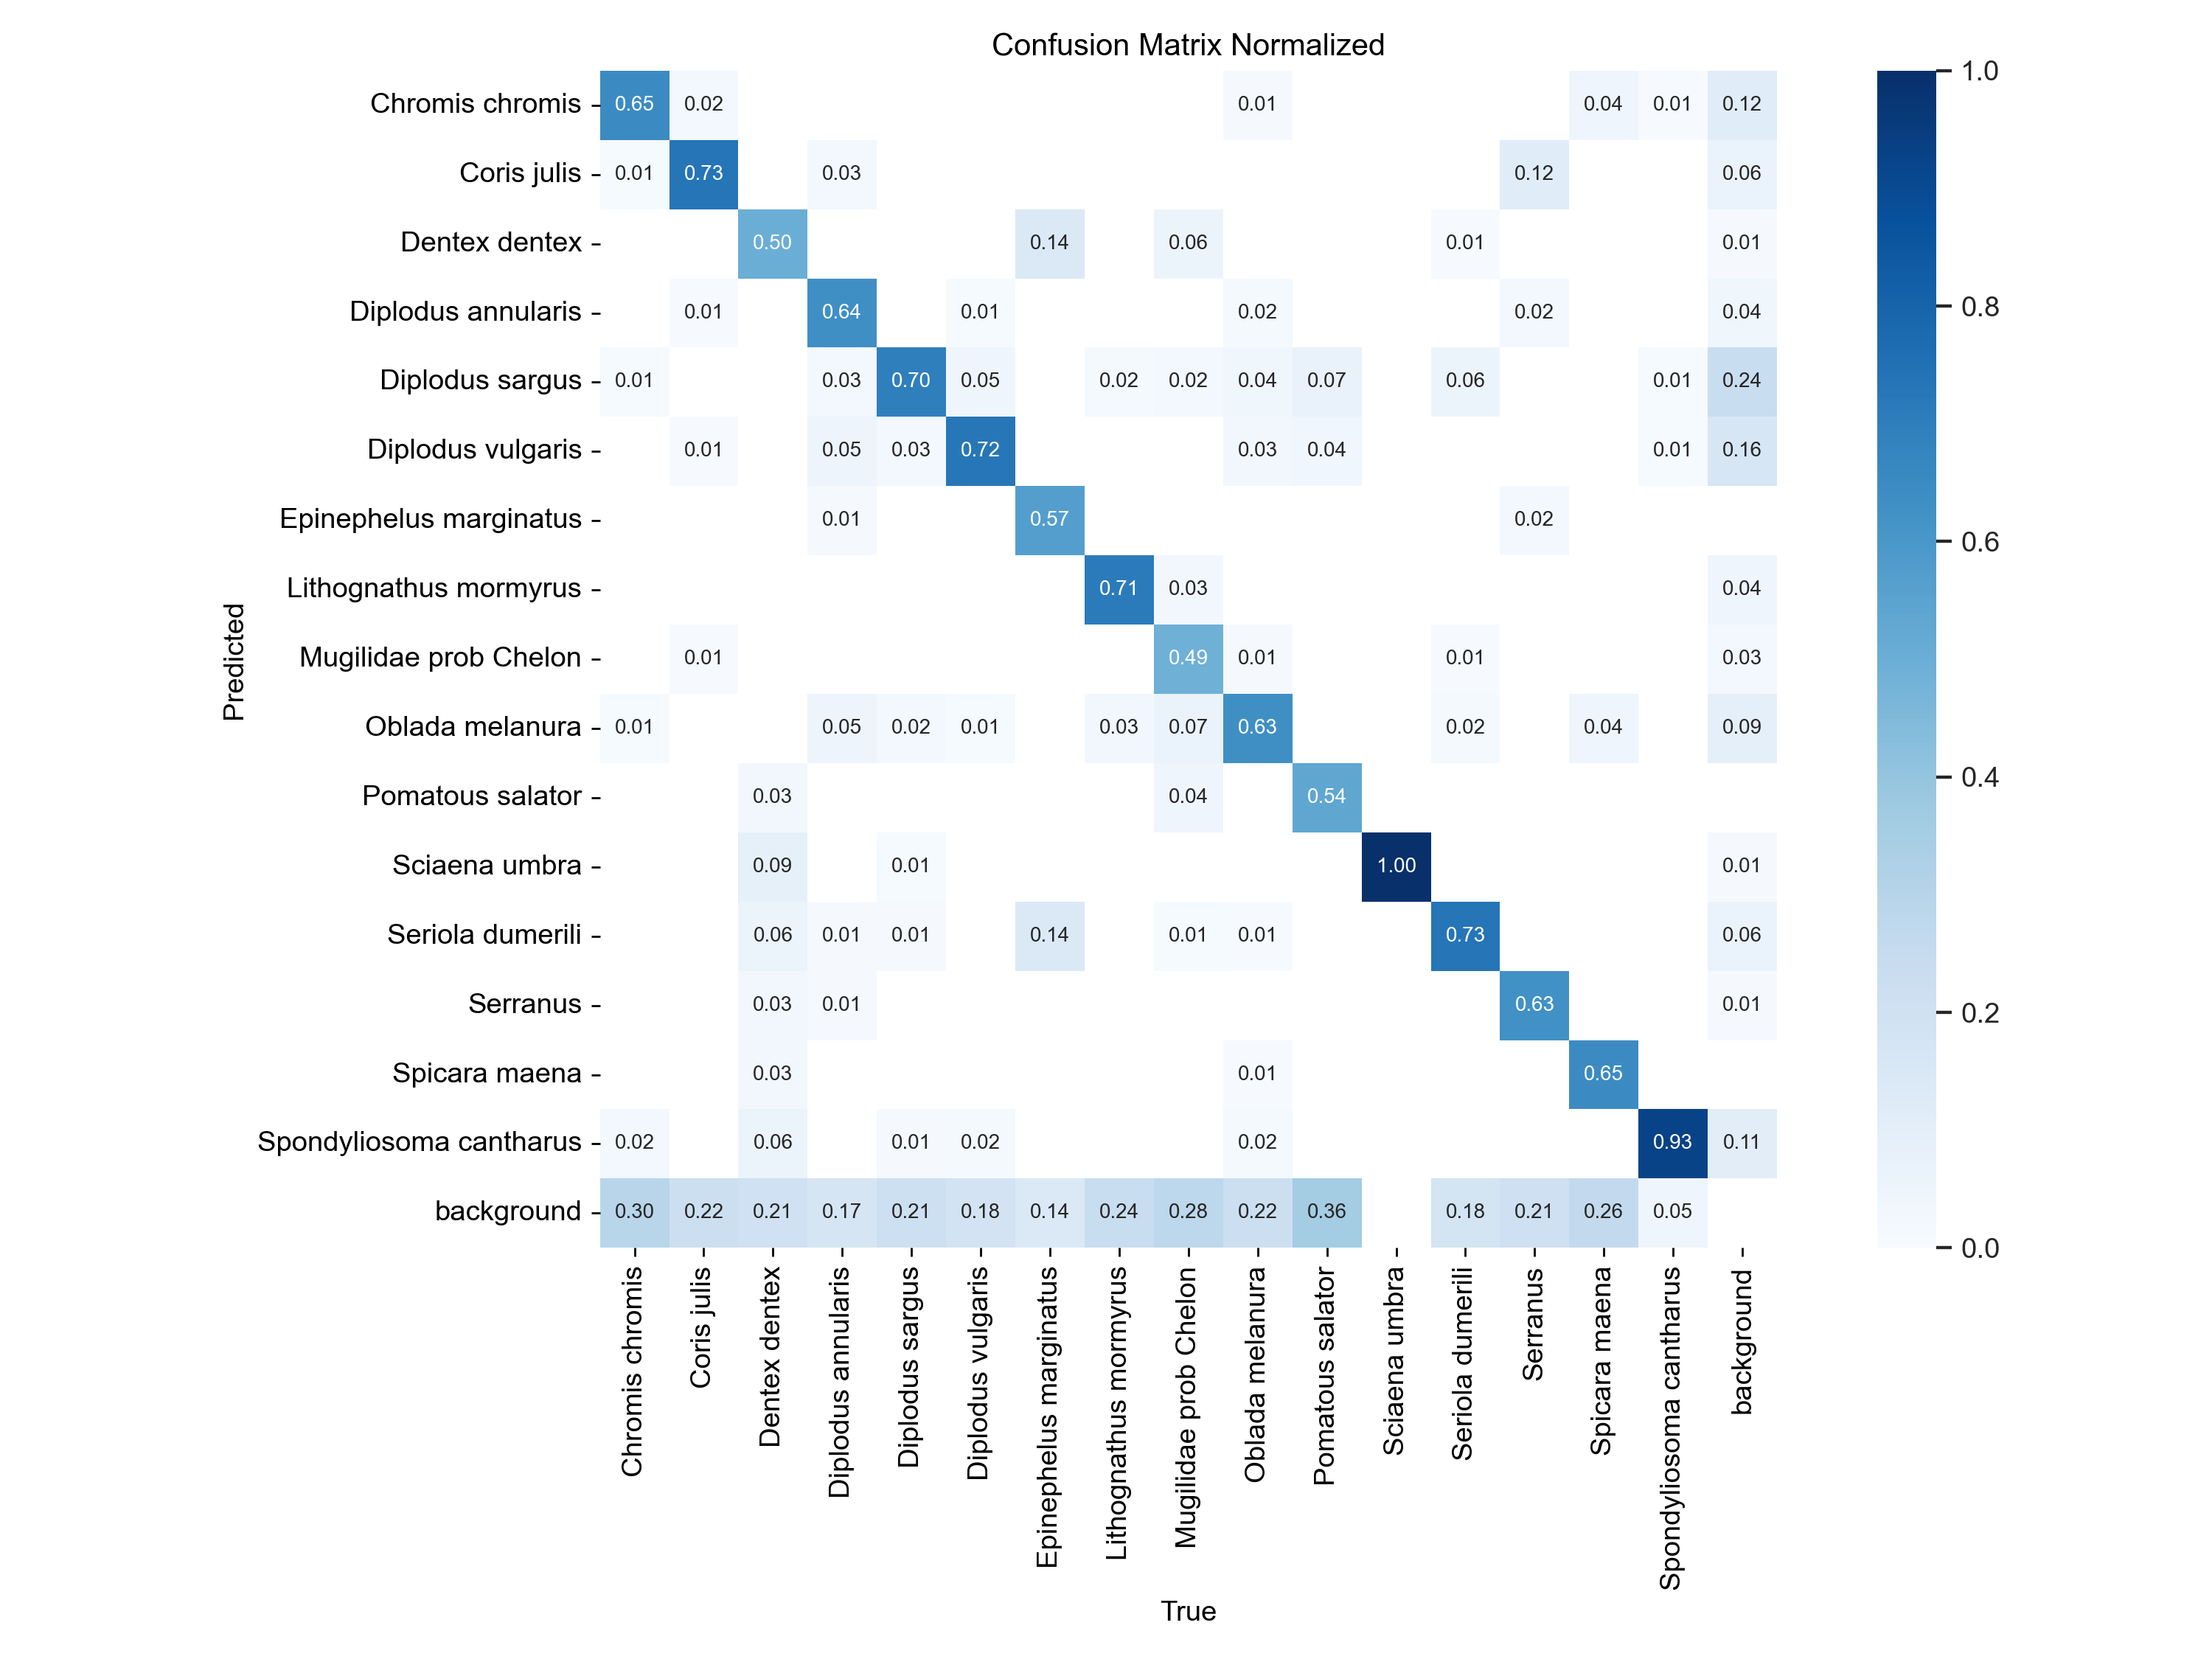 Confusion Matrix Normalized
Chromis chromis 0.65 0.02 0.01 0.04 0.01 0.12
Coris julis 0.01 0.73 0.03 0.12 0.06
Dentex dentex 0.50 0.14 0.06 0.01 0.01
Diplodus annularis 0.01 0.64 0.01 0.02 0.02 0.04
Diplodus sargus 0.01 0.03 0.70 0.05 0.02 0.02 0.04 0.07 0.06 0.01 0.24
Diplodus vulgaris 0.01 0.05 0.03 0.72 0.03 0.04 0.01 0.16
Epinephelus marginatus 0.01 0.57 0.02
Lithognathus mormyrus 0.71 0.03 0.04
Mugilidae prob Chelon 0.01 0.49 0.01 0.01 0.03
Oblada melanura 0.01 0.05 0.02 0.01 0.03 0.07 0.63 0.02 0.04 0.09
Pomatous salator 0.03 0.04 0.54
Sciaena umbra 0.09 0.01 1.00 0.01
Seriola dumerili 0.06 0.01 0.01 0.14 0.01 0.01 0.73 0.06
Serranus 0.03 0.01 0.63 0.01
Spicara maena 0.03 0.01 0.65
Spondyliosoma cantharus 0.02 0.06 0.01 0.02 0.02 0.93 0.11
background 0.30 0.22 0.21 0.17 0.21 0.18 0.14 0.24 0.28 0.22 0.36 0.18 0.21 0.26 0.05
Predicted
Chromis chromis
Coris julis
Dentex dentex
Diplodus annularis
Diplodus sargus
Diplodus vulgaris
Epinephelus marginatus
Lithognathus mormyrus
Mugilidae prob Chelon
Oblada melanura
Pomatous salator
Sciaena umbra
Seriola dumerili
Serranus
Spicara maena
Spondyliosoma cantharus
background
True
1.0
0.8
0.6
0.4
0.2
0.0